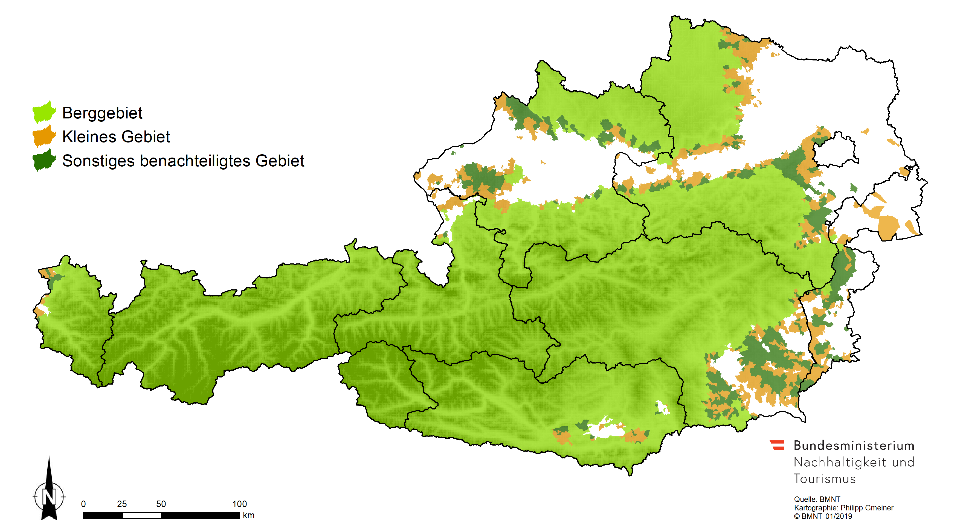 Berggebiet
Kleines Gebiet
Sonstiges benachteiligtes Gebiet
Bundesministerium
Nachhaltigkeit und
Tourismus
N
0 25 50 100
km
Quelle: BMNT
Kartographie: Philipp Gmeiner
© BMNT 01/2019